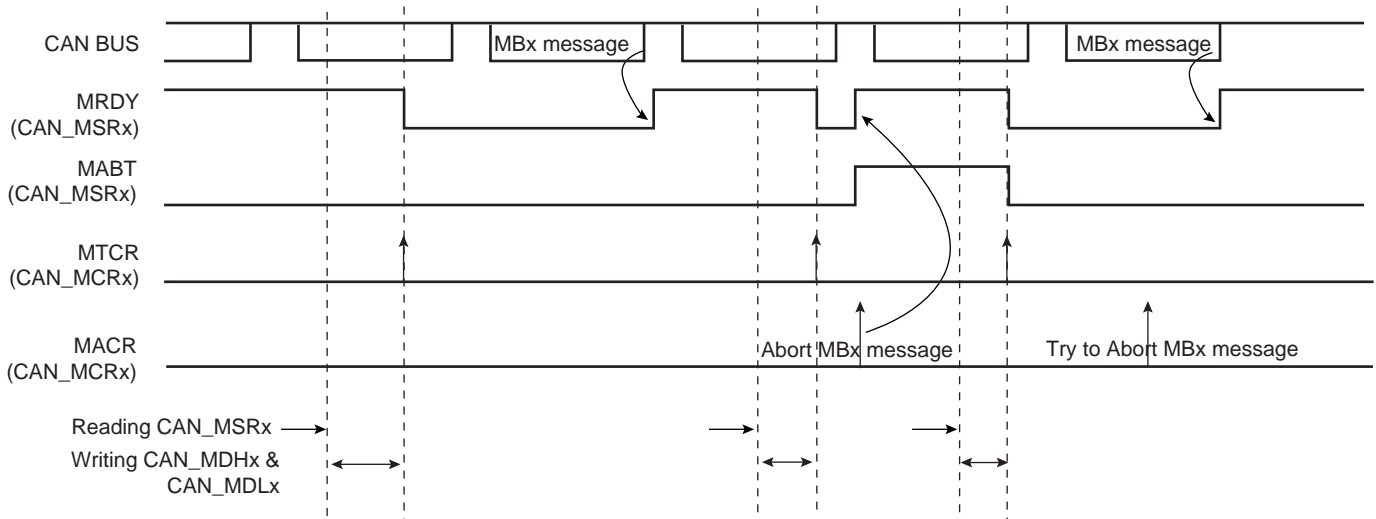 CAN BUS
MBx message
MBx message
MRDY
(CAN_MSRx)
MABT
(CAN_MSRx)
MTCR
(CAN_MCRx)
MACR
(CAN_MCRx)
Abort MBx message
Try to Abort MBx message
Reading CAN_MSRx
Writing CAN_MDHx &
CAN_MDLx